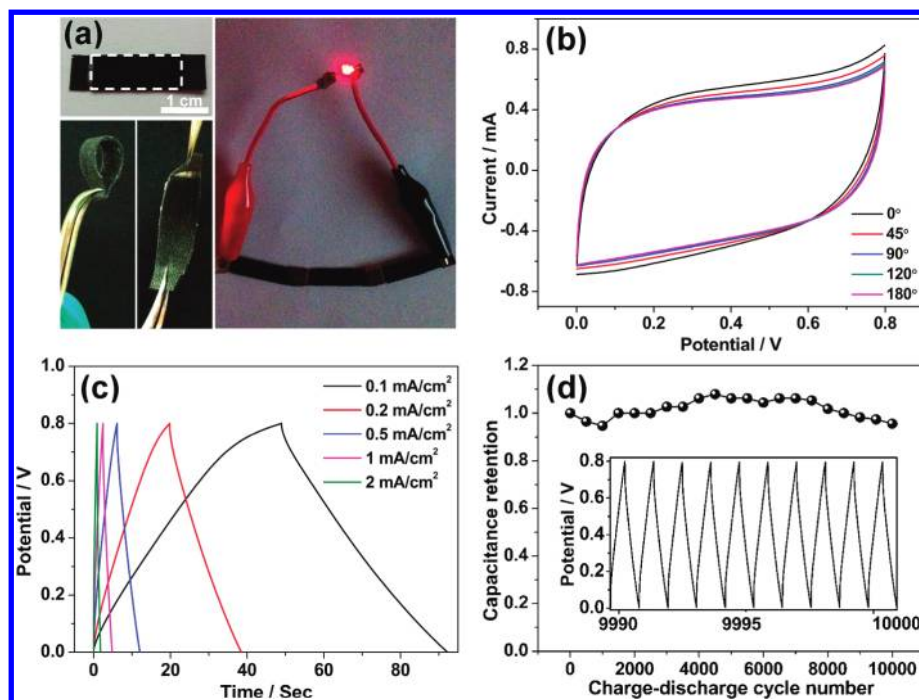 (a)
1 cm
(b)
Current / mA
0.8
0.4
0.0
-0.4
-0.8
0°
45°
90°
120°
180°
0.0 0.2 0.4 0.6 0.8
Potential / V
(c)
Potential / V
1.0
0.8
0.6
0.4
0.2
0.0
0.1 mA/cm²
0.2 mA/cm²
0.5 mA/cm²
1 mA/cm²
2 mA/cm²
0 20 40 60 80
Time / Sec
(d)
Capacitance retention
1.2
1.0
0.8
0.6
0.4
0.2
0.0
Potential / V
0.8
0.6
0.4
0.2
0.0
9990 9995 10000
0 2000 4000 6000 8000 10000
Charge-discharge cycle number